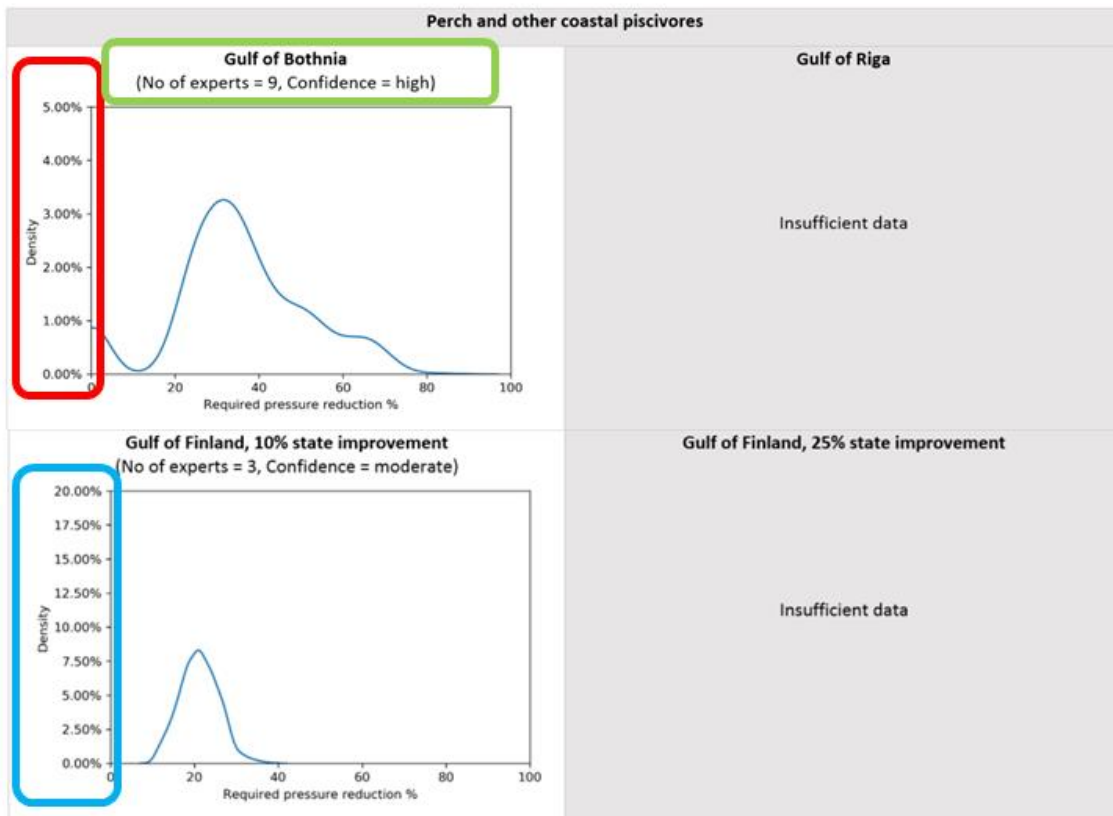 Perch and other coastal piscivores
Gulf of Bothnia
(No of experts = 9, Confidence = high)
5.00%
4.00%
3.00%
2.00%
1.00%
0.00%
Density
0
20
40
60
80
100
Required pressure reduction %
Gulf of Riga
Insufficient data
Gulf of Finland, 10% state improvement
(No of experts = 3, Confidence = moderate)
20.00%
17.50%
15.00%
12.50%
10.00%
7.50%
5.00%
2.50%
0.00%
Density
0
20
40
60
80
100
Required pressure reduction %
Gulf of Finland, 25% state improvement
Insufficient data